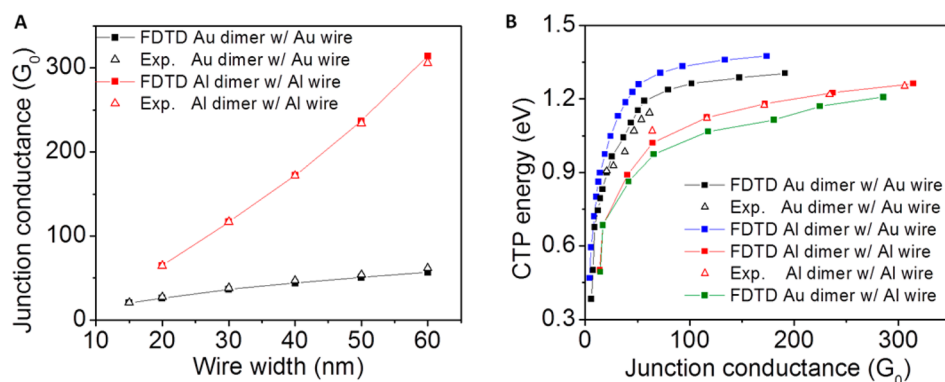 A
Junction conductance (G₀)
300
200
100
0
FDTD Au dimer w/ Au wire
Exp. Au dimer w/ Au wire
FDTD Al dimer w/ Al wire
Exp. Al dimer w/ Al wire
10 20 30 40 50 60
Wire width (nm)
B
CTP energy (eV)
1.5
1.2
0.9
0.6
0.3
FDTD Au dimer w/ Au wire
Exp. Au dimer w/ Au wire
FDTD Al dimer w/ Au wire
FDTD Al dimer w/ Al wire
Exp. Al dimer w/ Al wire
FDTD Au dimer w/ Al wire
0 100 200 300
Junction conductance (G₀)